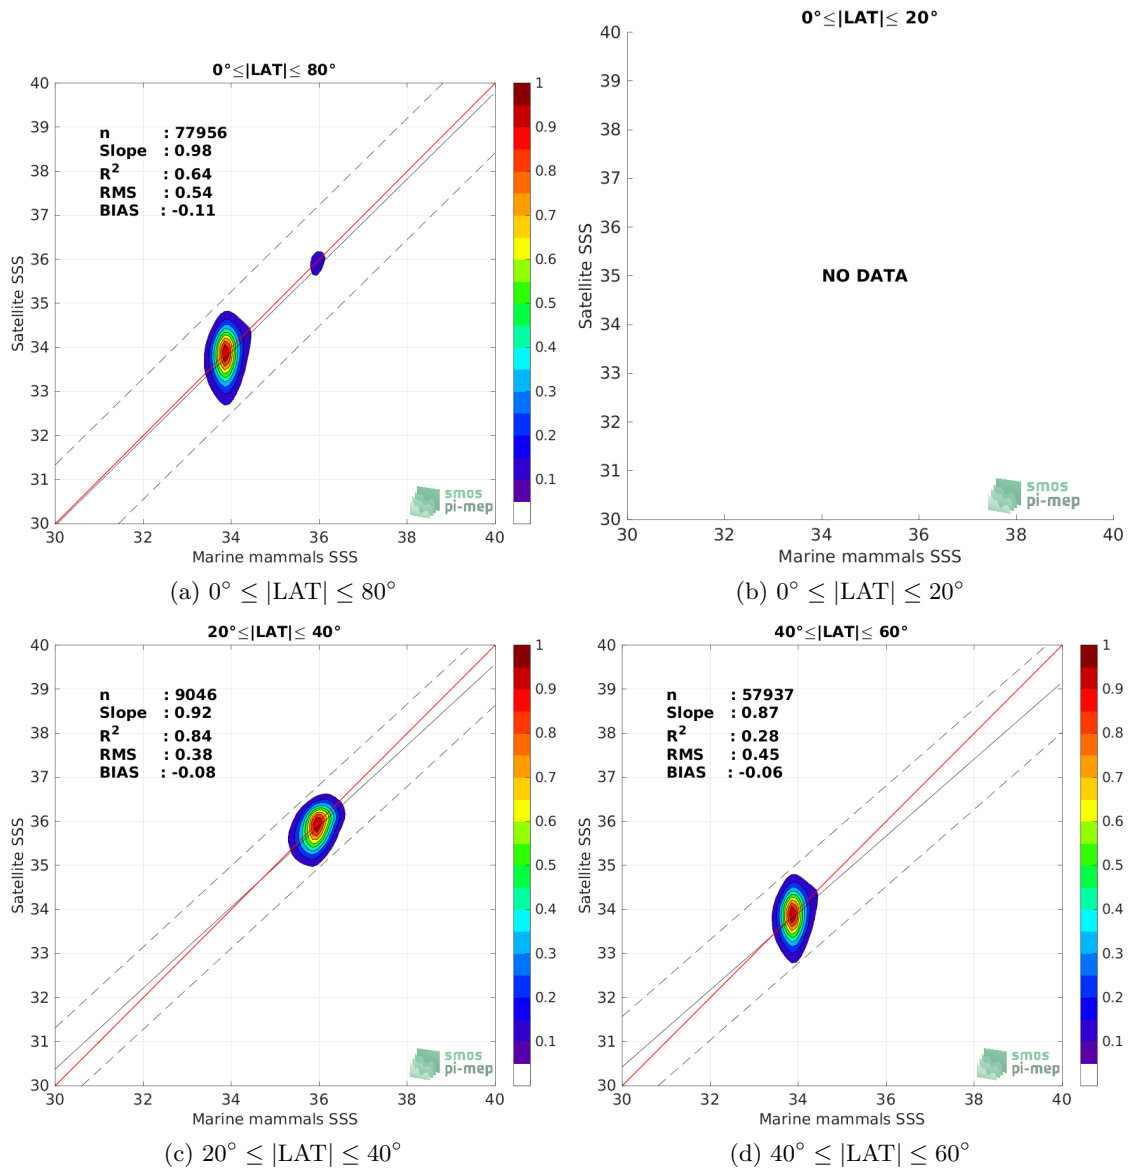 0°≤|LAT|≤ 80°
40
39
38
37
36
35
34
33
32
31
30
Satellite SSS
n : 77956
Slope : 0.98
R² : 0.64
RMS : 0.54
BIAS : -0.11
smos
pi-mep
30 32 34 36 38 40
Marine mammals SSS
1
0.9
0.8
0.7
0.6
0.5
0.4
0.3
0.2
0.1
(a) 0° ≤ |LAT| ≤ 80°
0°≤|LAT|≤ 20°
40
39
38
37
36
35
34
33
32
31
30
Satellite SSS
NO DATA
smos
pi-mep
30 32 34 36 38 40
Marine mammals SSS
(b) 0° ≤ |LAT| ≤ 20°
20°≤|LAT|≤ 40°
40
39
38
37
36
35
34
33
32
31
30
Satellite SSS
n : 9046
Slope : 0.92
R² : 0.84
RMS : 0.38
BIAS : -0.08
smos
pi-mep
30 32 34 36 38 40
Marine mammals SSS
1
0.9
0.8
0.7
0.6
0.5
0.4
0.3
0.2
0.1
(c) 20° ≤ |LAT| ≤ 40°
40°≤|LAT|≤ 60°
40
39
38
37
36
35
34
33
32
31
30
Satellite SSS
n : 57937
Slope : 0.87
R² : 0.28
RMS : 0.45
BIAS : -0.06
smos
pi-mep
30 32 34 36 38 40
Marine mammals SSS
1
0.9
0.8
0.7
0.6
0.5
0.4
0.3
0.2
0.1
(d) 40° ≤ |LAT| ≤ 60°